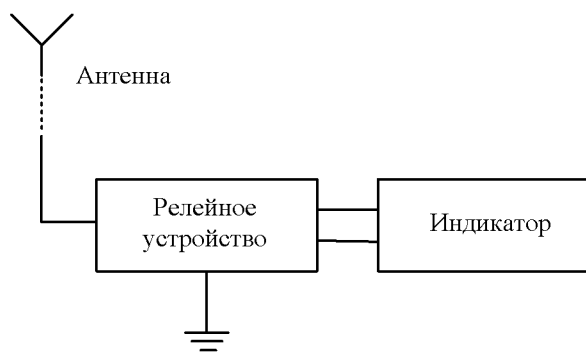 Антенна
Релейное
устройство
Индикатор